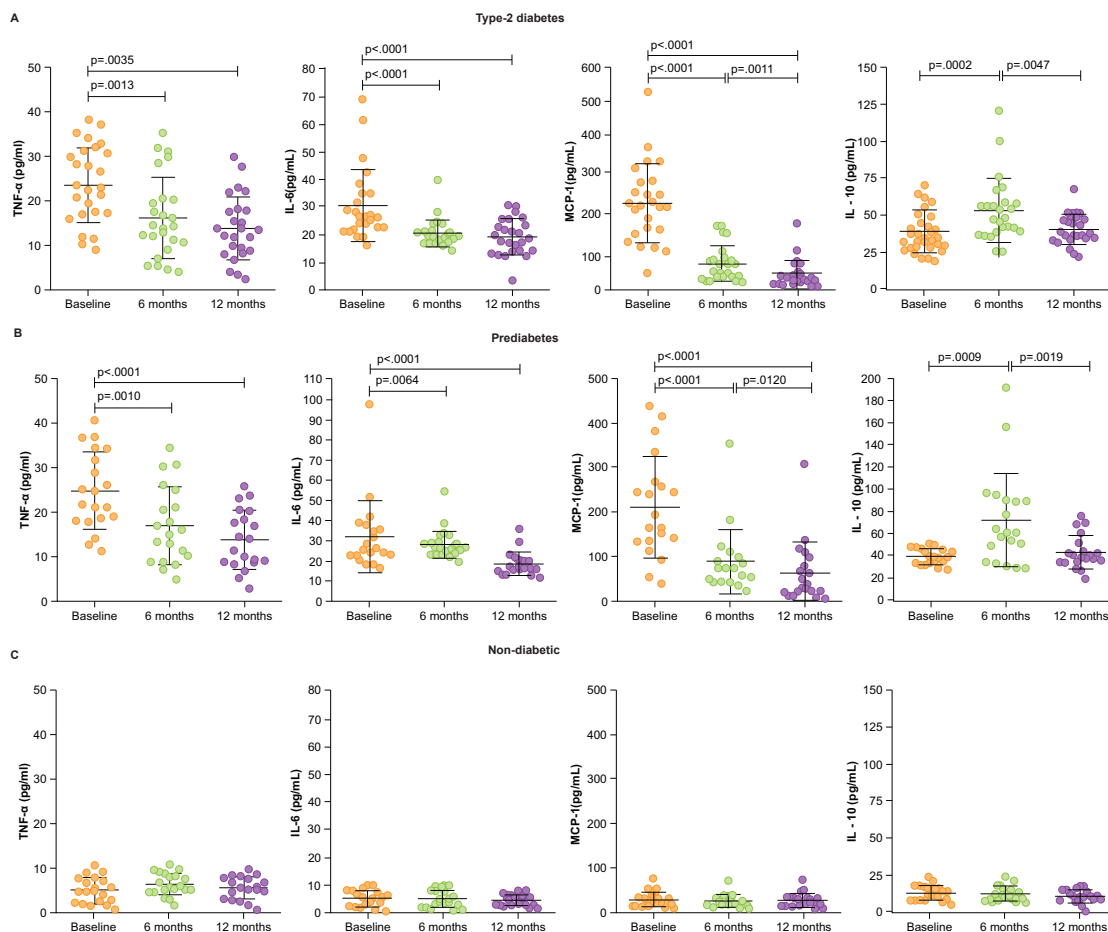 A
Type-2 diabetes
p=.0035
p=.0013
TNF-α (pg/ml)
50
40
30
20
10
0
Baseline 6 months 12 months
p<.0001
p<.0001
IL-6(pg/mL)
80
60
40
20
0
Baseline 6 months 12 months
p<.0001
p<.0001 p=.0011
MCP-1(pg/mL)
600
500
400
300
200
100
0
Baseline 6 months 12 months
p=.0002 p=.0047
IL - 10 (pg/mL)
150
125
100
75
50
25
0
Baseline 6 months 12 months
B
Prediabetes
p<.0001
p=.0010
TNF-α (pg/ml)
50
40
30
20
10
0
Baseline 6 months 12 months
p<.0001
p=.0064
IL-6 (pg/mL)
110
100
90
80
70
60
50
40
30
20
10
0
Baseline 6 months 12 months
p<.0001
p<.0001 p=.0120
MCP-1(pg/mL)
500
400
300
200
100
0
Baseline 6 months 12 months
p=.0009 p=.0019
IL - 10 (pg/mL)
200
180
160
140
120
100
80
60
40
20
0
Baseline 6 months 12 months
C
Non-diabetic
TNF-α (pg/ml)
50
40
30
20
10
0
Baseline 6 months 12 months
IL-6 (pg/mL)
80
70
60
50
40
30
20
10
0
Baseline 6 months 12 months
MCP-1(pg/mL)
500
400
300
200
100
0
Baseline 6 months 12 months
IL - 10 (pg/mL)
150
125
100
75
50
25
0
Baseline 6 months 12 months